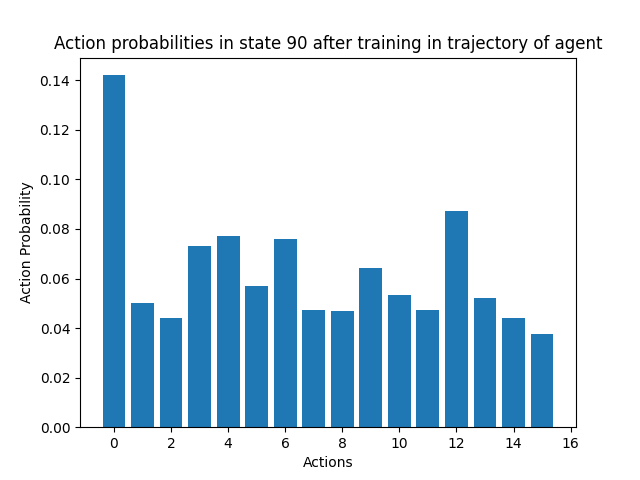 Action probabilities in state 90 after training in trajectory of agent
0.14
0.12
0.10
0.08
0.06
0.04
0.02
0.00
Action Probability
0 2 4 6 8 10 12 14 16
Actions